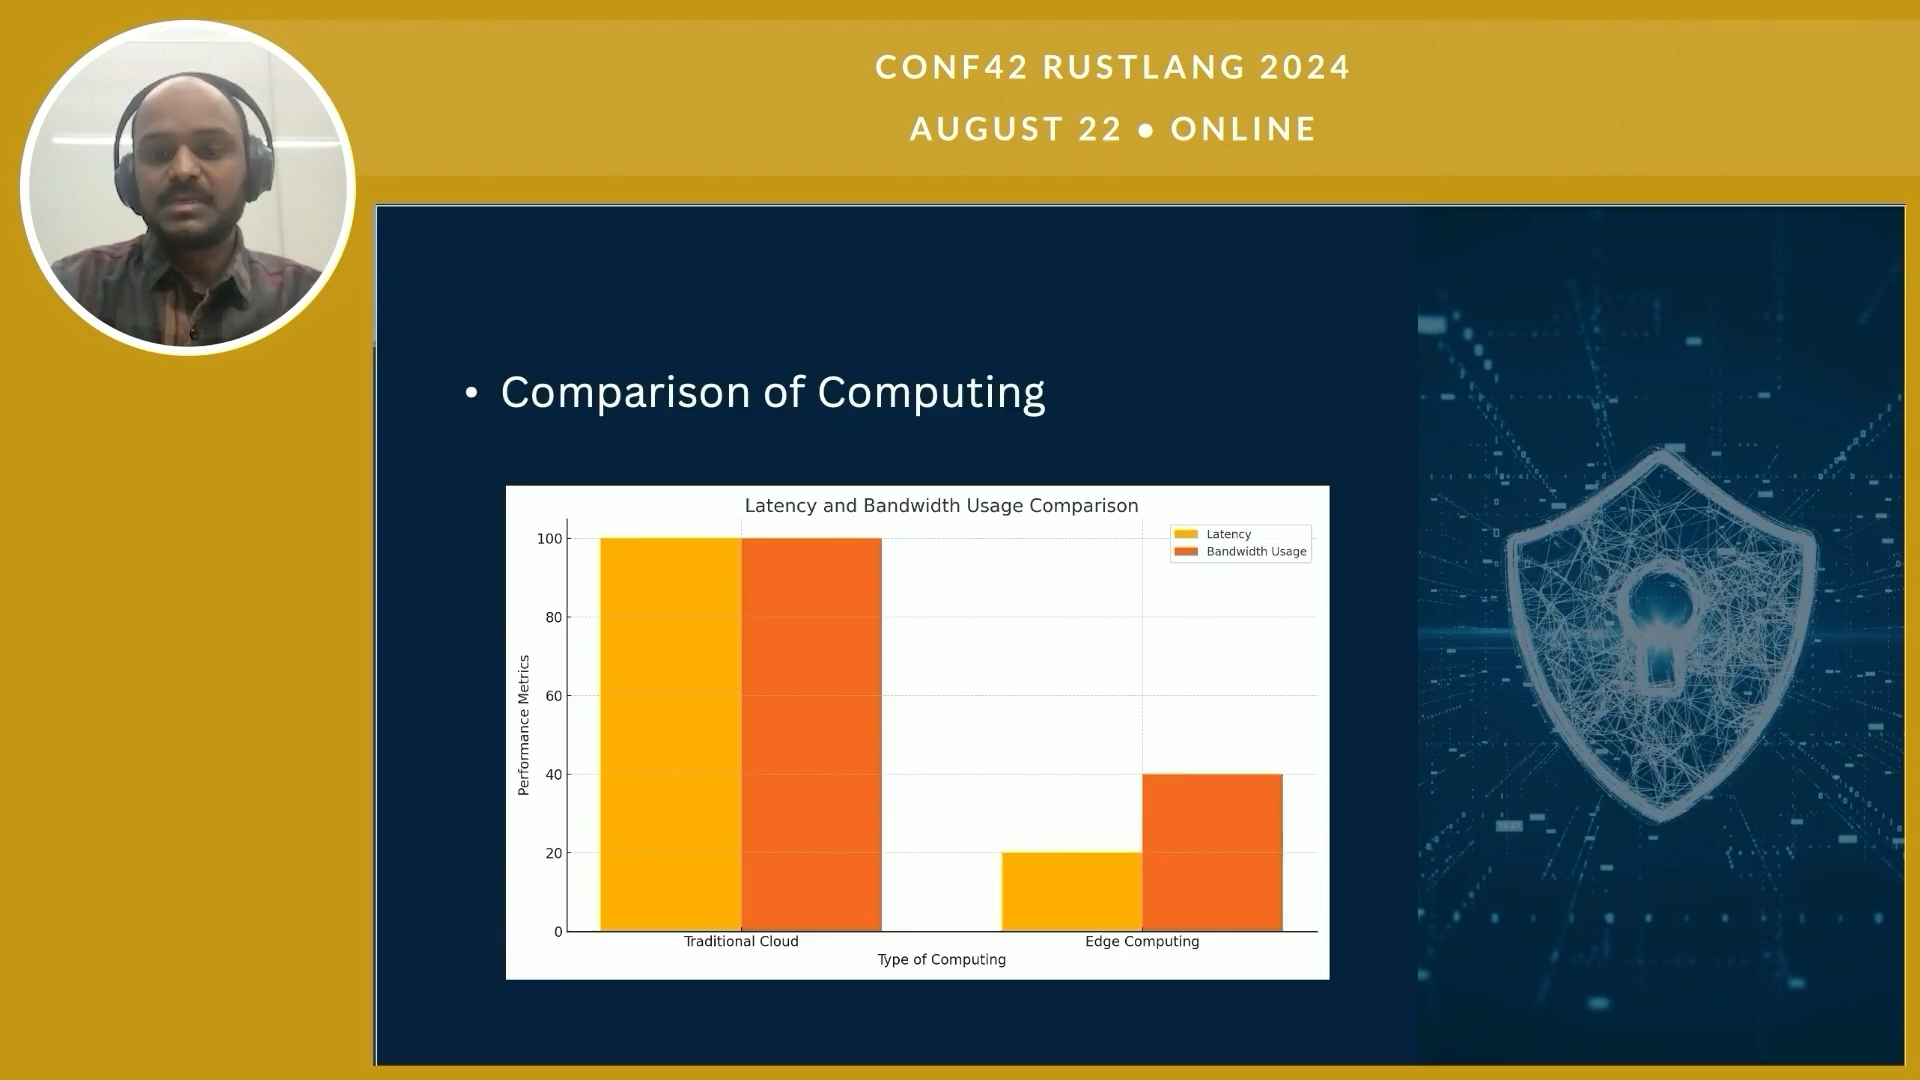 CONF42 RUSTLANG 2024
AUGUST 22 • ONLINE
• Comparison of Computing
Latency and Bandwidth Usage Comparison
Latency
Bandwidth Usage
100
80
60
40
20
0
Performance Metrics
Traditional Cloud
Edge Computing
Type of Computing